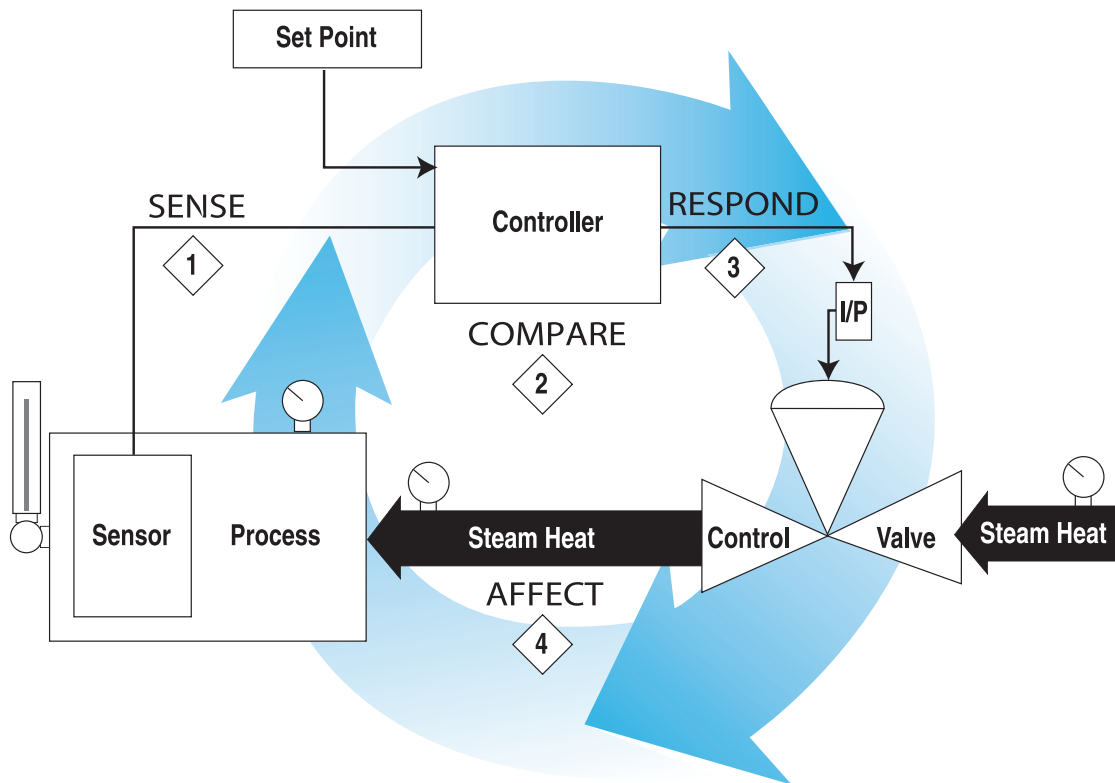 Set Point
SENSE
1
Controller
RESPOND
3
I/P
COMPARE
2
Sensor
Process
Steam Heat
Control
Valve
Steam Heat
AFFECT
4